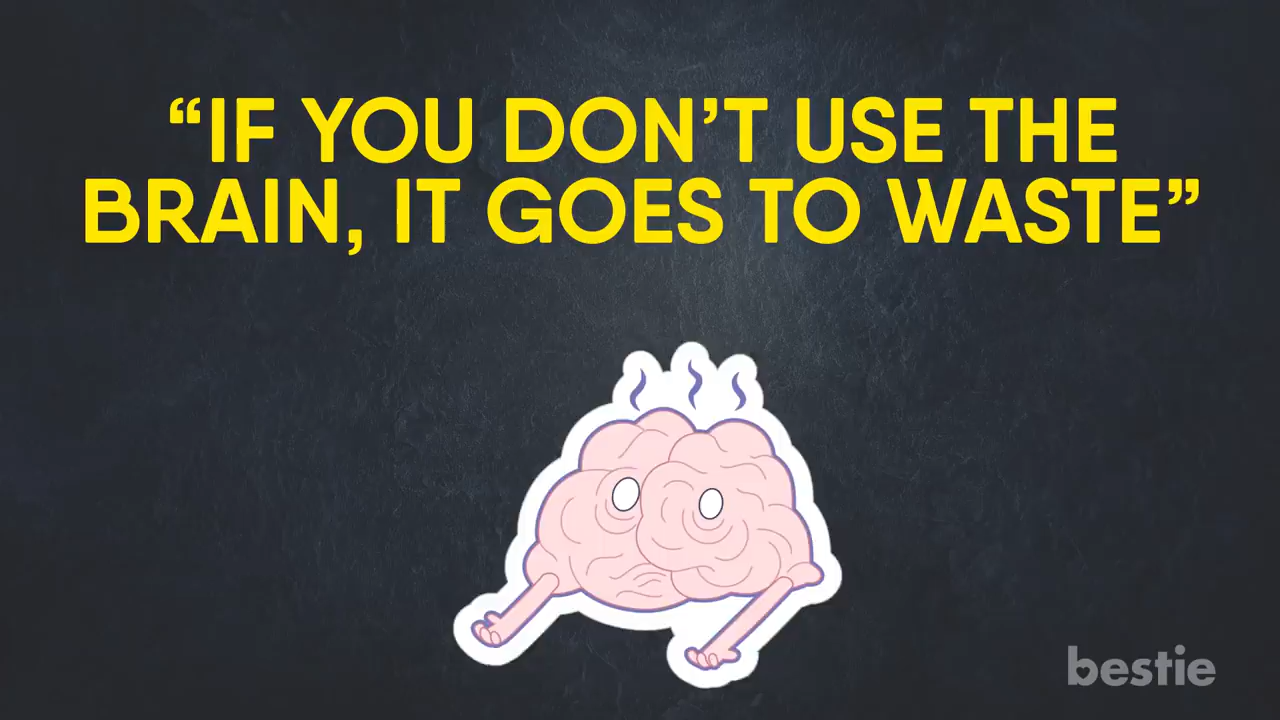 “IF YOU DON’T USE THE
BRAIN, IT GOES TO WASTE”
bestie